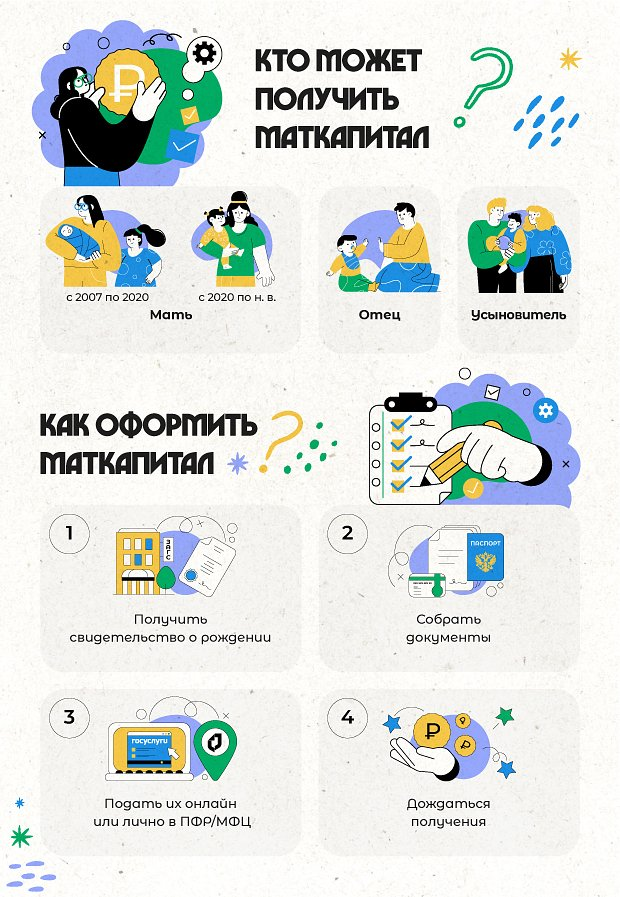 КТО МОЖЕТ
ПОЛУЧИТЬ
МАТКАПИТАЛ
с 2007 по 2020
с 2020 по н. в.
Мать
Отец
Усыновитель
КАК ОФОРМИТЬ
МАТКАПИТАЛ
1
ЗАГС
Получить
свидетельство о рождении
2
ПАСПОРТ
Собрать
документы
3
госуслуги
Подать их онлайн
или лично в ПФР/МФЦ
4
Дождаться
получения